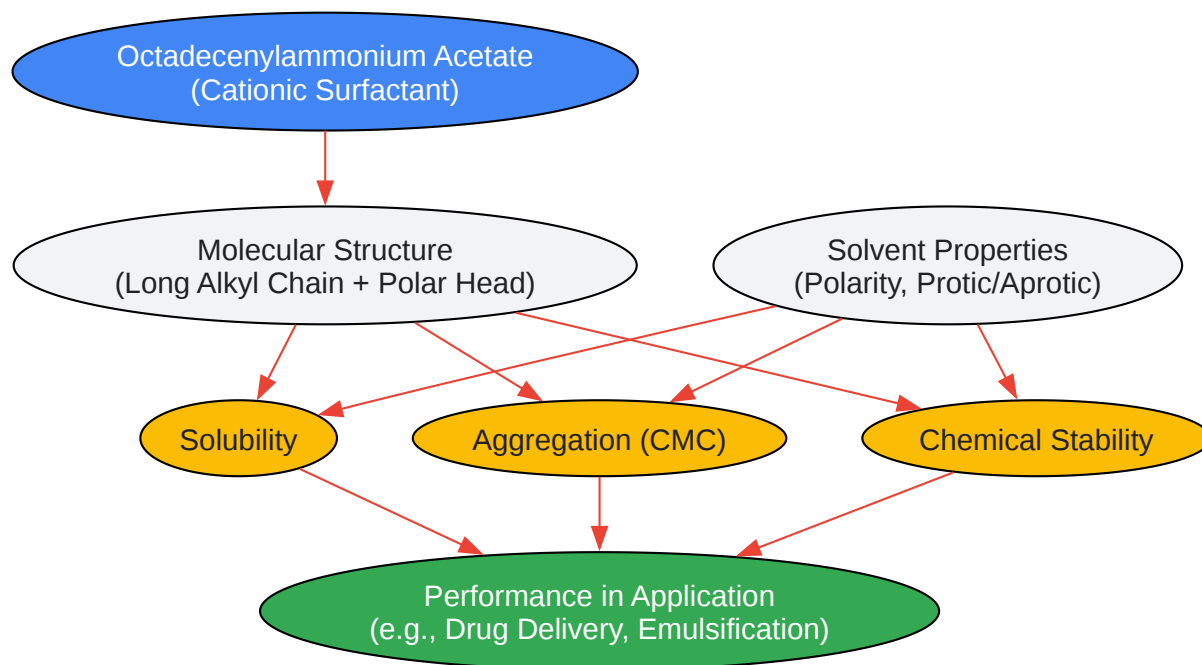 Octadecenylammonium Acetate
(Cationic Surfactant)
Molecular Structure
(Long Alkyl Chain + Polar Head)
Solvent Properties
(Polarity, Protic/Aprotic)
Solubility
Aggregation (CMC)
Chemical Stability
Performance in Application
(e.g., Drug Delivery, Emulsification)